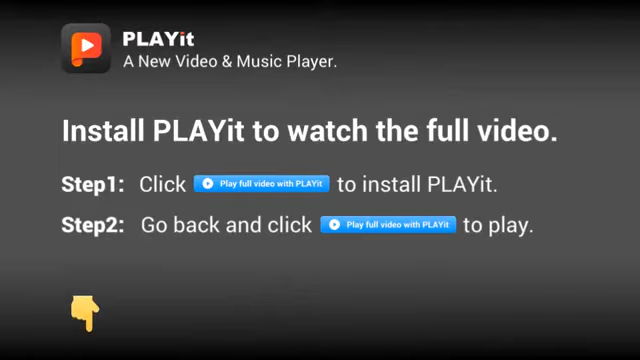 PLAYit
A New Video & Music Player.
Install PLAYit to watch the full video.
Step1: Click Play full video with PLAYit to install PLAYit.
Step2: Go back and click Play full video with PLAYit to play.